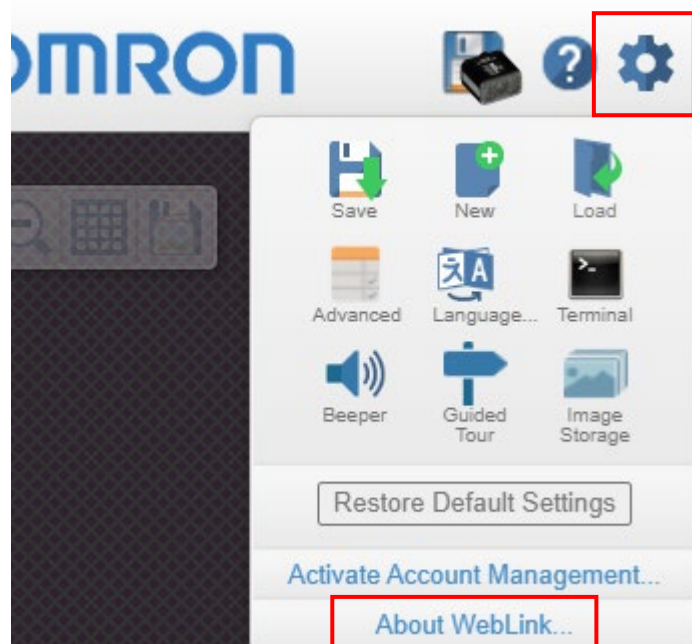 OMRON
?
Save
New
Load
Advanced
Language...
Terminal
Beeper
Guided
Tour
Image
Storage
Restore Default Settings
Activate Account Management...
About WebLink...